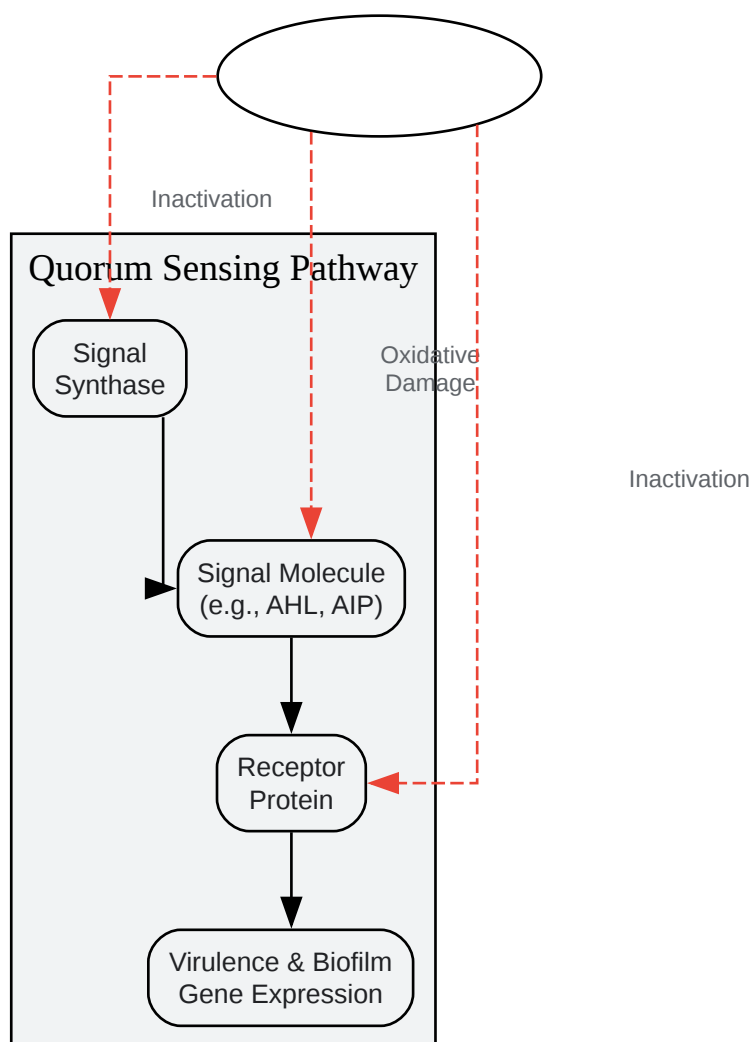 Inactivation
Quorum Sensing Pathway
Signal
Synthase
Oxidative
Damage
Inactivation
Signal Molecule
(e.g., AHL, AIP)
Receptor
Protein
Virulence & Biofilm
Gene Expression